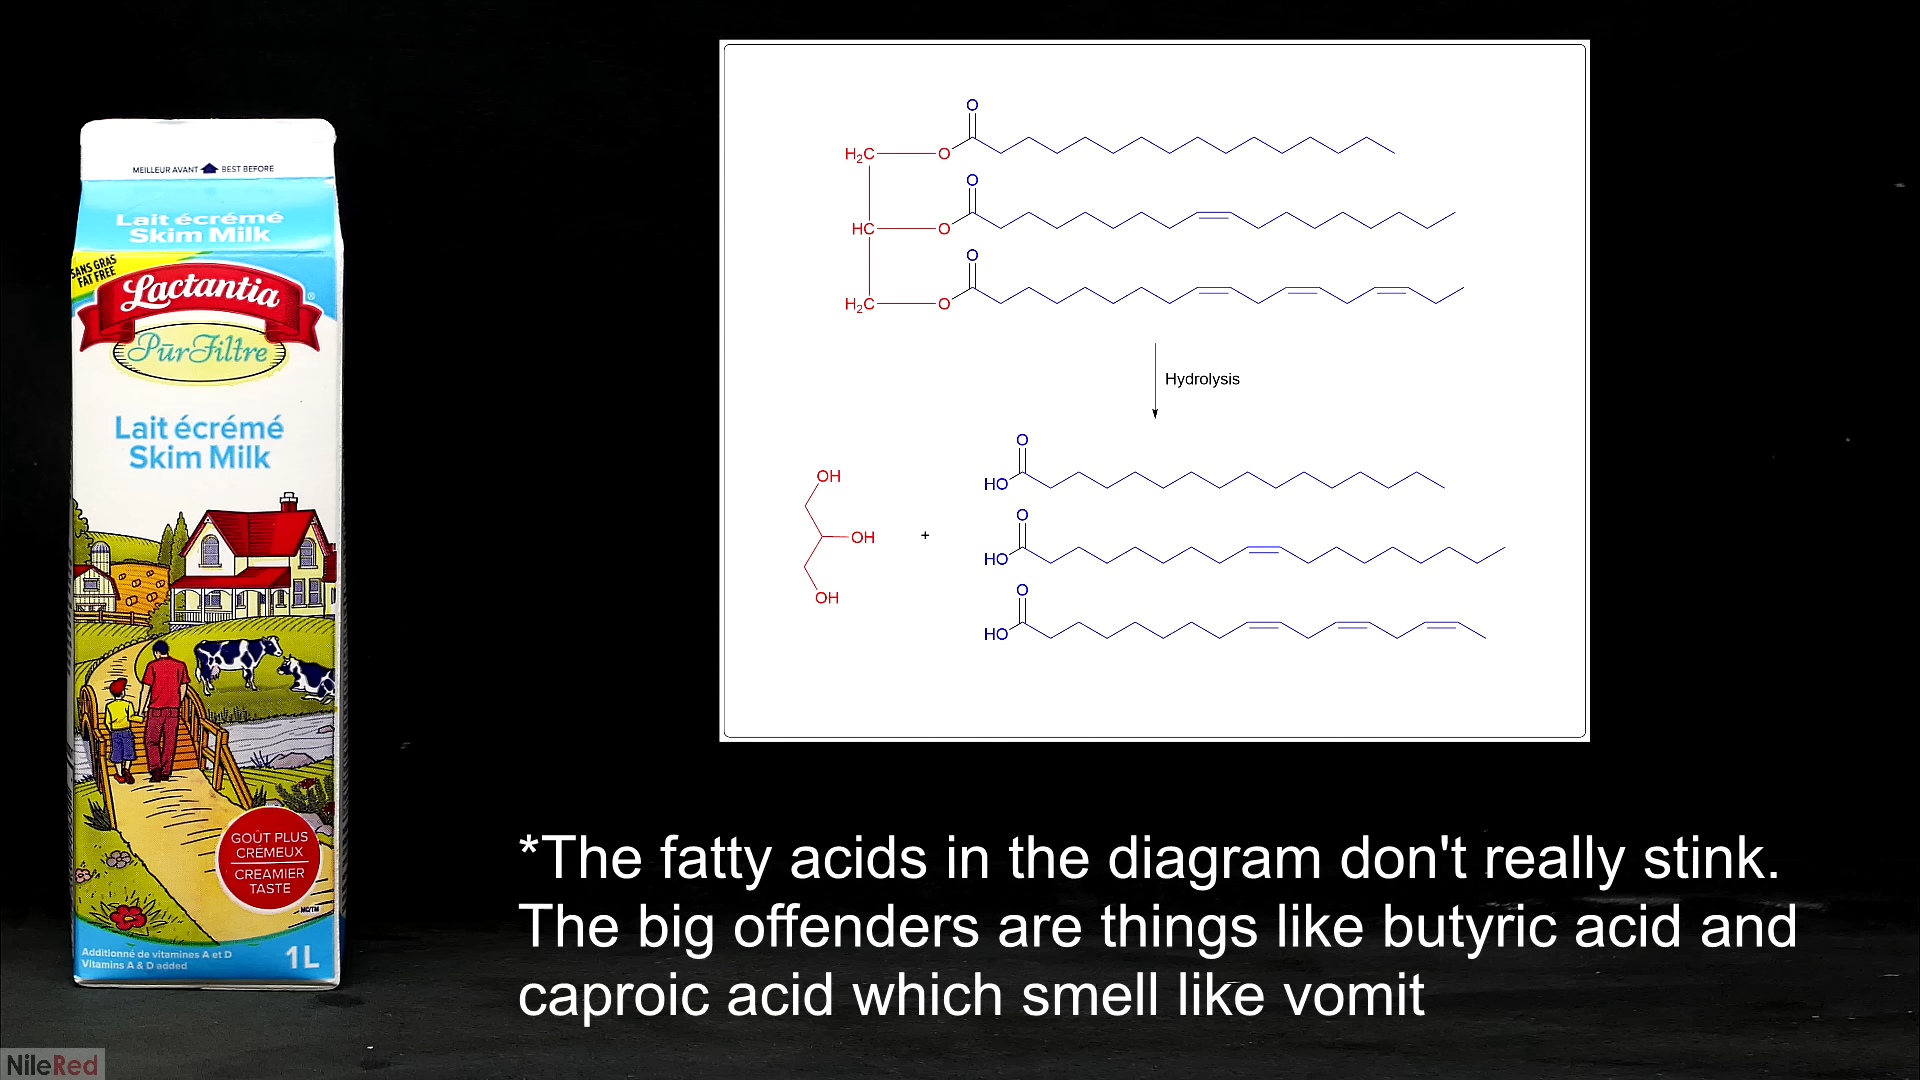 MEILLEUR AVANT BEST BEFORE
Lait écrémé
Skim Milk
SANS GRAS
FAT FREE
Lactantia®
PūrFiltre
Lait écrémé
Skim Milk
GOÛT PLUS
CRÉMEUX
CREAMIER
TASTE
MC/TM
Additionné de vitamines A et D
Vitamins A & D added
1L
O
H₂C O
O
HC O
O
H₂C O
Hydrolysis
O
HO
OH
O
OH
+
HO
O
OH
HO
*The fatty acids in the diagram don't really stink.
The big offenders are things like butyric acid and
caproic acid which smell like vomit
NileRed